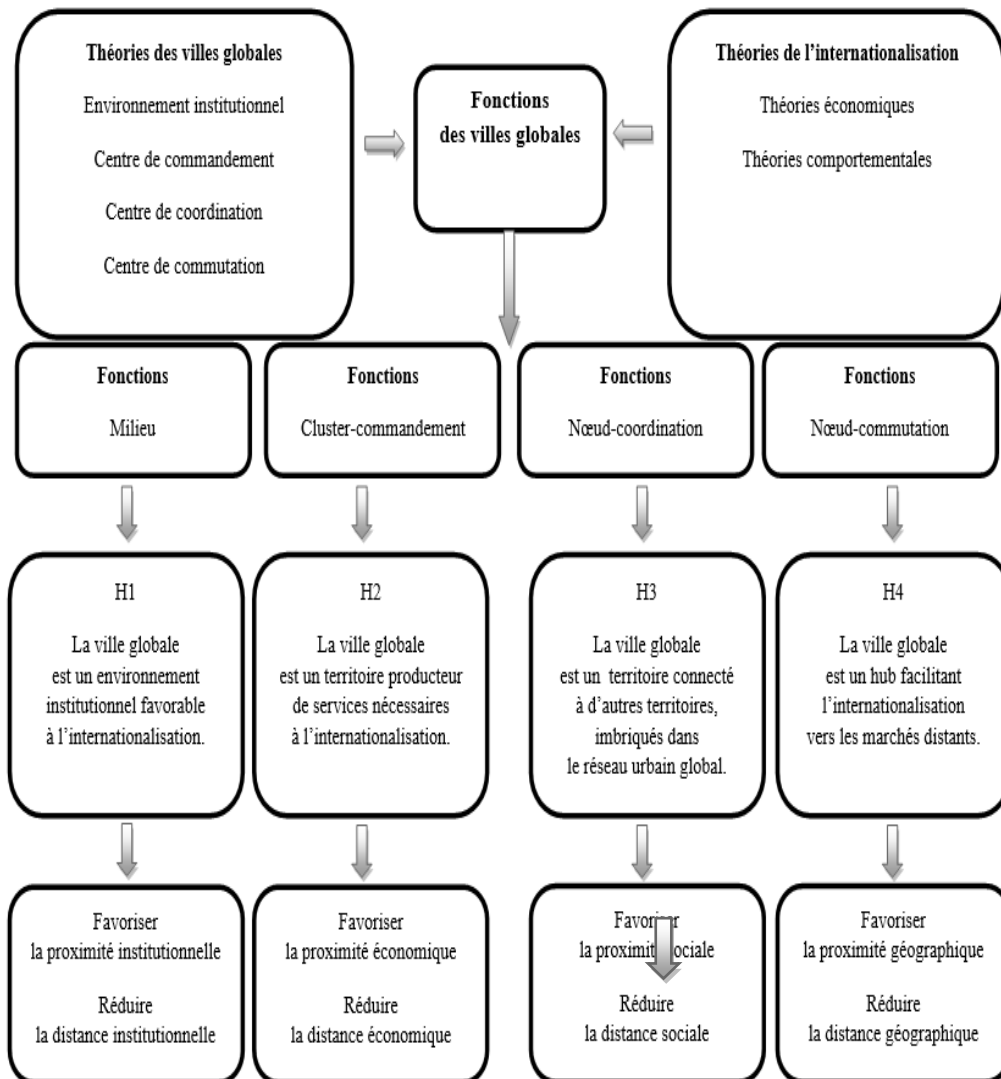 Théories des villes globales
Environnement institutionnel
Centre de commandement
Centre de coordination
Centre de commutation
Fonctions
des villes globales
Théories de l'internationalisation
Théories économiques
Théories comportementales
Fonctions
Milieu
Fonctions
Cluster-commandement
Fonctions
Nœud-coordination
Fonctions
Nœud-commutation
H1
La ville globale
est un environnement
institutionnel favorable
à l'internationalisation.
H2
La ville globale
est un territoire producteur
de services nécessaires
à l'internationalisation.
H3
La ville globale
est un territoire connecté
à d'autres territoires,
imbriqués dans
le réseau urbain global.
H4
La ville globale
est un hub facilitant
l'internationalisation
vers les marchés distants.
Favoriser
la proximité institutionnelle
Réduire
la distance institutionnelle
Favoriser
la proximité économique
Réduire
la distance économique
Favoriser
la proximité sociale
Réduire
la distance sociale
Favoriser
la proximité géographique
Réduire
la distance géographique